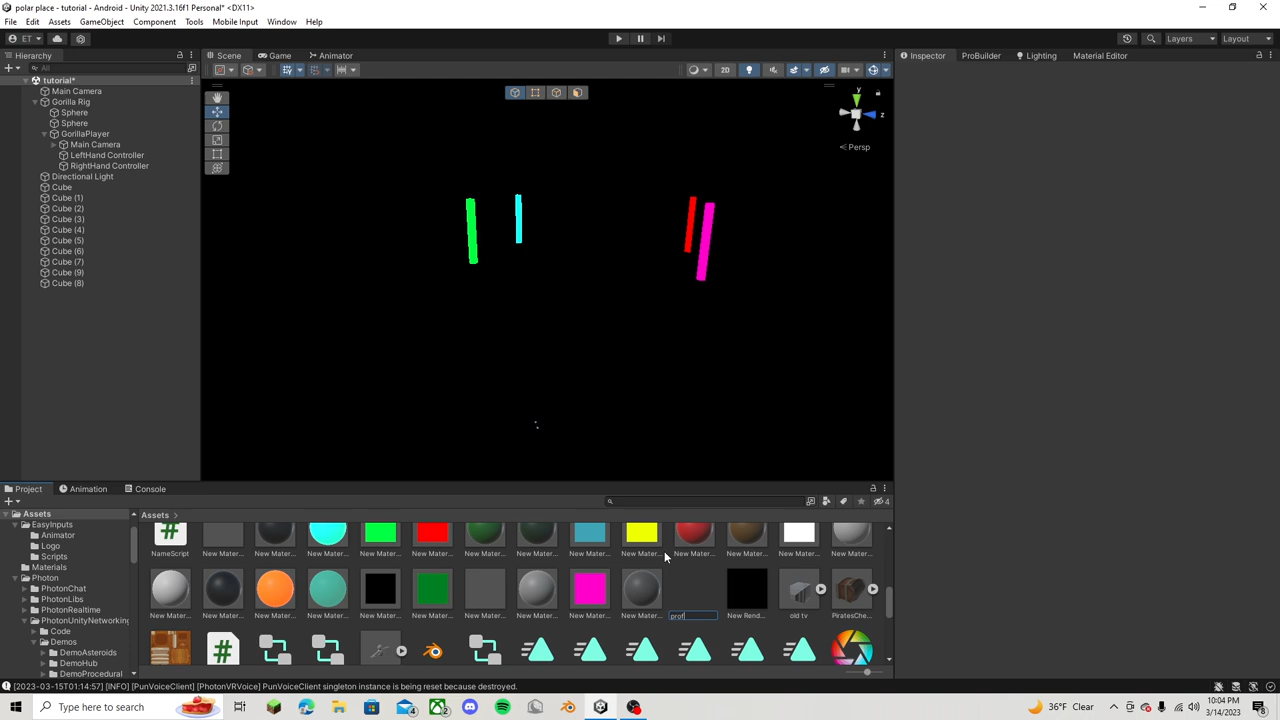 polar place - tutorial - Android - Unity 2021.3.16f1 Personal* <DX11>
File Edit Assets GameObject Component Tools Mobile Input Window Help
ET Layers Layout
Hierarchy Scene Game Animator Inspector ProBuilder Lighting Material Editor
All 2D
tutorial*
Main Camera
Gorilla Rig
Sphere
Sphere
GorillaPlayer
Main Camera
LeftHand Controller
RightHand Controller
Directional Light
Cube
Cube (1)
Cube (2)
Cube (3)
Cube (4)
Cube (5)
Cube (6)
Cube (7)
Cube (9)
Cube (8)
y
z
Persp
Project Animation Console
4
Assets
Assets
EasyInputs
Animator
Logo
Scripts
Materials
Photon
PhotonChat
PhotonLibs
PhotonRealtime
PhotonUnityNetworking
Code
Demos
DemoAsteroids
DemoHub
DemoProcedural
NameScript New Mater... New Mater... New Mater... New Mater... New Mater... New Mater... New Mater... New Mater... New Mater... New Mater... New Mater... New Mater... New Mater...
New Mater... New Mater... New Mater... New Mater... New Mater... New Mater... New Mater... New Mater... New Mater... New Mater... prof New Rend... old tv PiratesChe...
[2023-03-15T01:14:57] [INFO] [PunVoiceClient] [PhotonVRVoice] PunVoiceClient singleton instance is being reset because destroyed.
Type here to search 36°F Clear 10:04 PM
3/14/2023